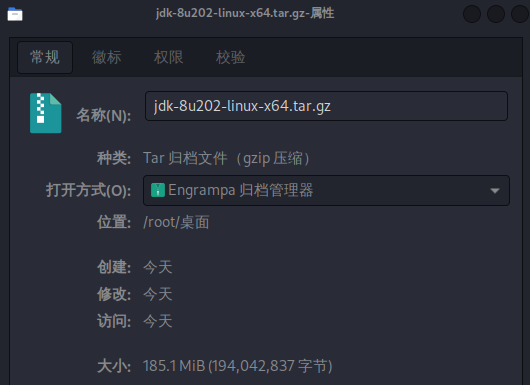 jdk-8u202-linux-x64.tar.gz-属性
常规 徽标 权限 校验
名称(N): jdk-8u202-linux-x64.tar.gz
种类: Tar 归档文件（gzip 压缩）
打开方式(O): Engrampa 归档管理器
位置: /root/桌面
创建: 今天
修改: 今天
访问: 今天
大小: 185.1 MiB (194,042,837 字节)